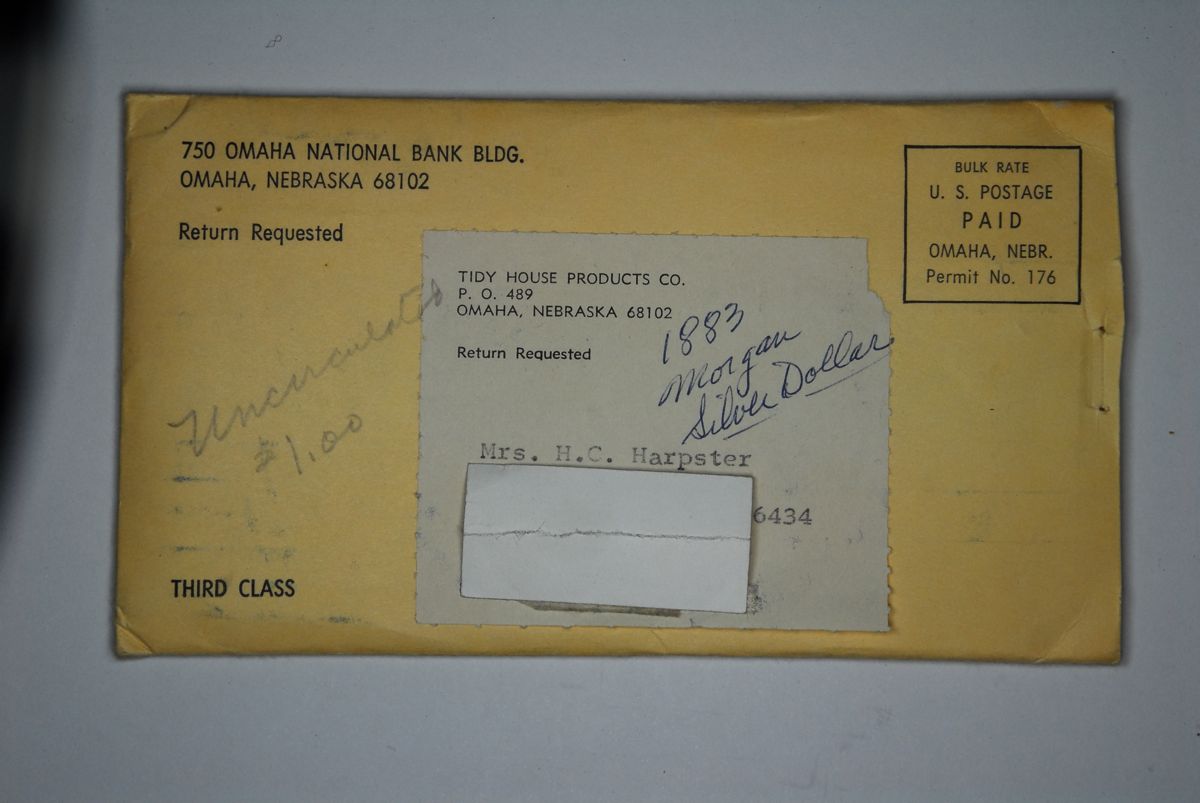 750 OMAHA NATIONAL BANK BLDG.
OMAHA, NEBRASKA 68102
Return Requested
BULK RATE
U. S. POSTAGE
PAID
OMAHA, NEBR.
Permit No. 176
TIDY HOUSE PRODUCTS CO.
P. O. 489
OMAHA, NEBRASKA 68102
Return Requested
1883
Morgan
Silver Dollar
Uncirculated
$1.00
Mrs. H.C. Harpster
6434
THIRD CLASS